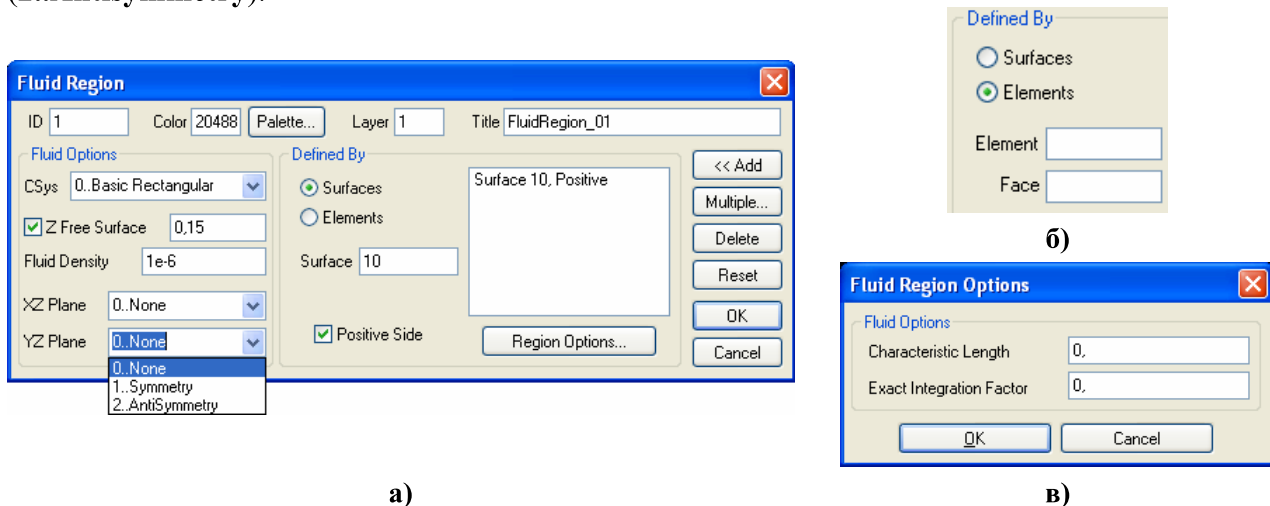 Fluid Region
ID 1 Color 20488 Palette... Layer 1 Title FluidRegion_01
Fluid Options
CSys 0..Basic Rectangular
Z Free Surface 0,15
Fluid Density 1e-6
XZ Plane 0..None
YZ Plane 0..None
0..None
1..Symmetry
2..AntiSymmetry
Defined By
Surfaces
Elements
Surface 10
Positive Side
Surface 10, Positive
Region Options...
<< Add
Multiple...
Delete
Reset
OK
Cancel
а)
Defined By
Surfaces
Elements
Element
Face
б)
Fluid Region Options
Fluid Options
Characteristic Length 0,
Exact Integration Factor 0,
OK Cancel
в)